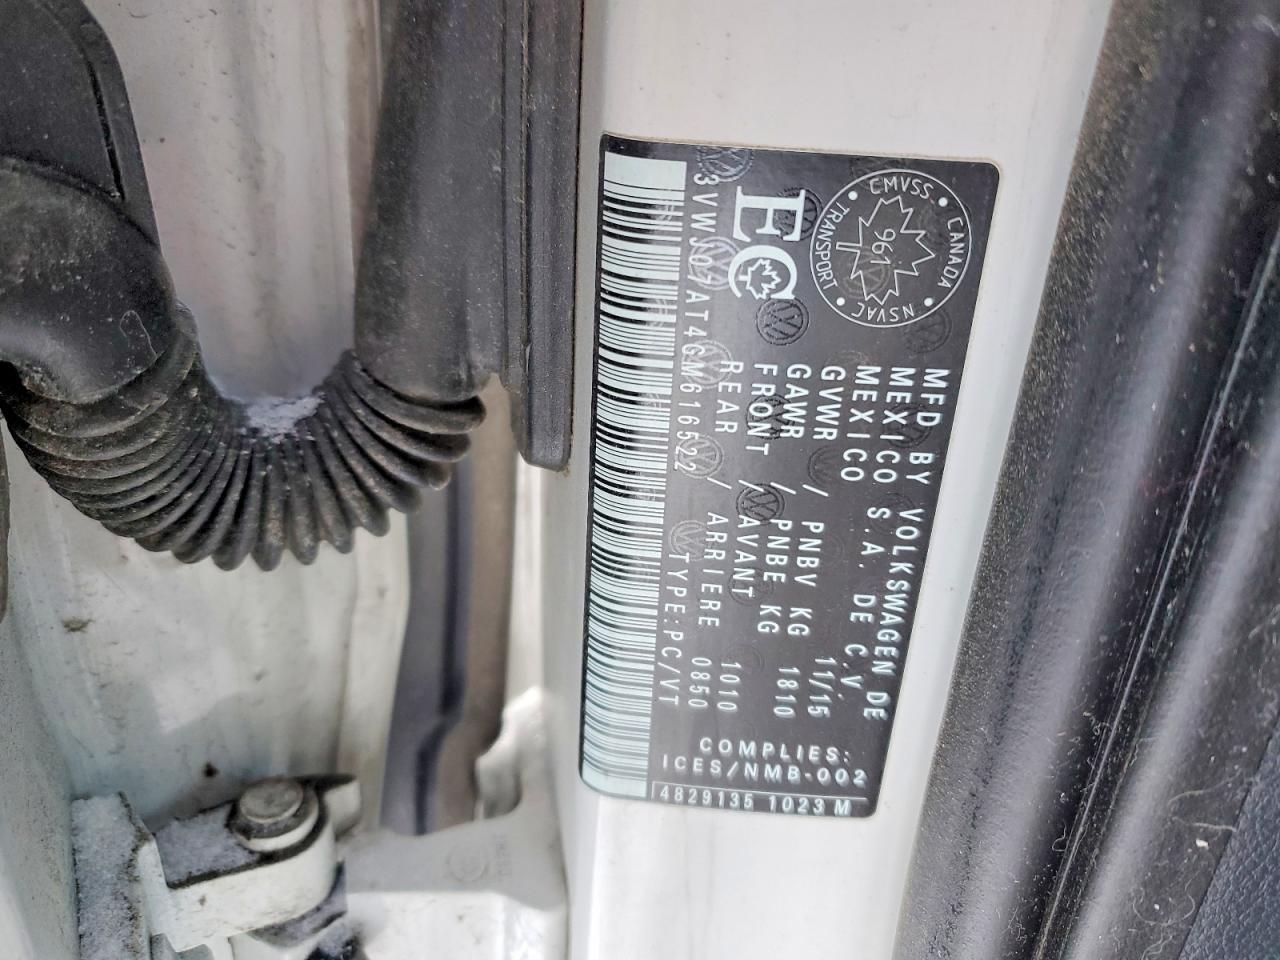 MFD BY VOLKSWAGEN DE
MEXICO S.A. DE C.V.
MEXICO 11/15
GVWR / PNBV KG 1810
GAWR / PNBE KG
FRONT / AVANT 1010
REAR / ARRIERE 0850
3VWJ07AT4GM616522 TYPE:PC/VT
CANADA
CMVSS
TRANSPORT
NSVAC
961
EC
COMPLIES:
ICES/NMB-002
4829135 1023 M